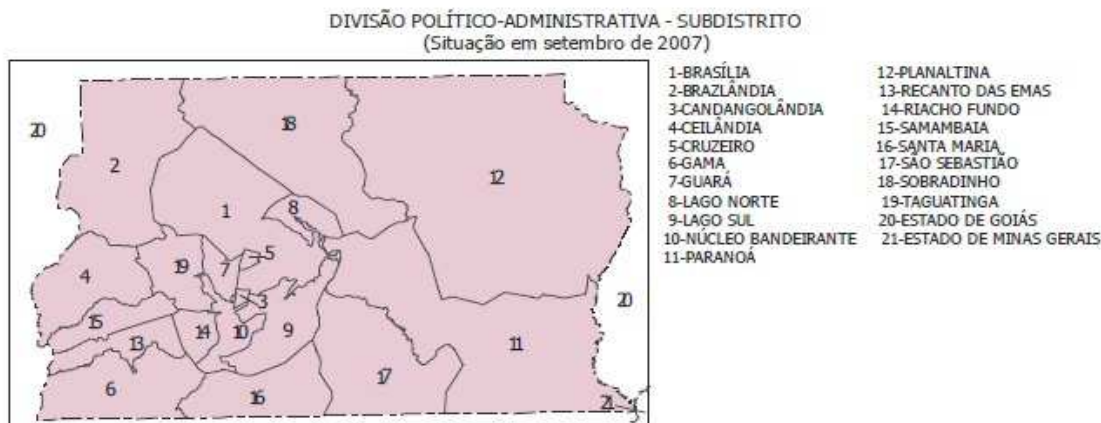 DIVISÃO POLÍTICO-ADMINISTRATIVA - SUBDISTRITO
(Situação em setembro de 2007)
1-BRASÍLIA
2-BRAZLÂNDIA
3-CANDANGOLÂNDIA
4-CEILÂNDIA
5-CRUZEIRO
6-GAMA
7-GUARÁ
8-LAGO NORTE
9-LAGO SUL
10-NÚCLEO BANDEIRANTE
11-PARANOÁ
12-PLANALTINA
13-RECANTO DAS EMAS
14-RIACHO FUNDO
15-SAMAMBAIA
16-SANTA MARIA
17-SÃO SEBASTIÃO
18-SOBRADINHO
19-TAGUATINGA
20-ESTADO DE GOIÁS
21-ESTADO DE MINAS GERAIS
20
18
2
12
8
1
5
19
7
4
20
3
15
14
10
9
13
11
17
6
16
21